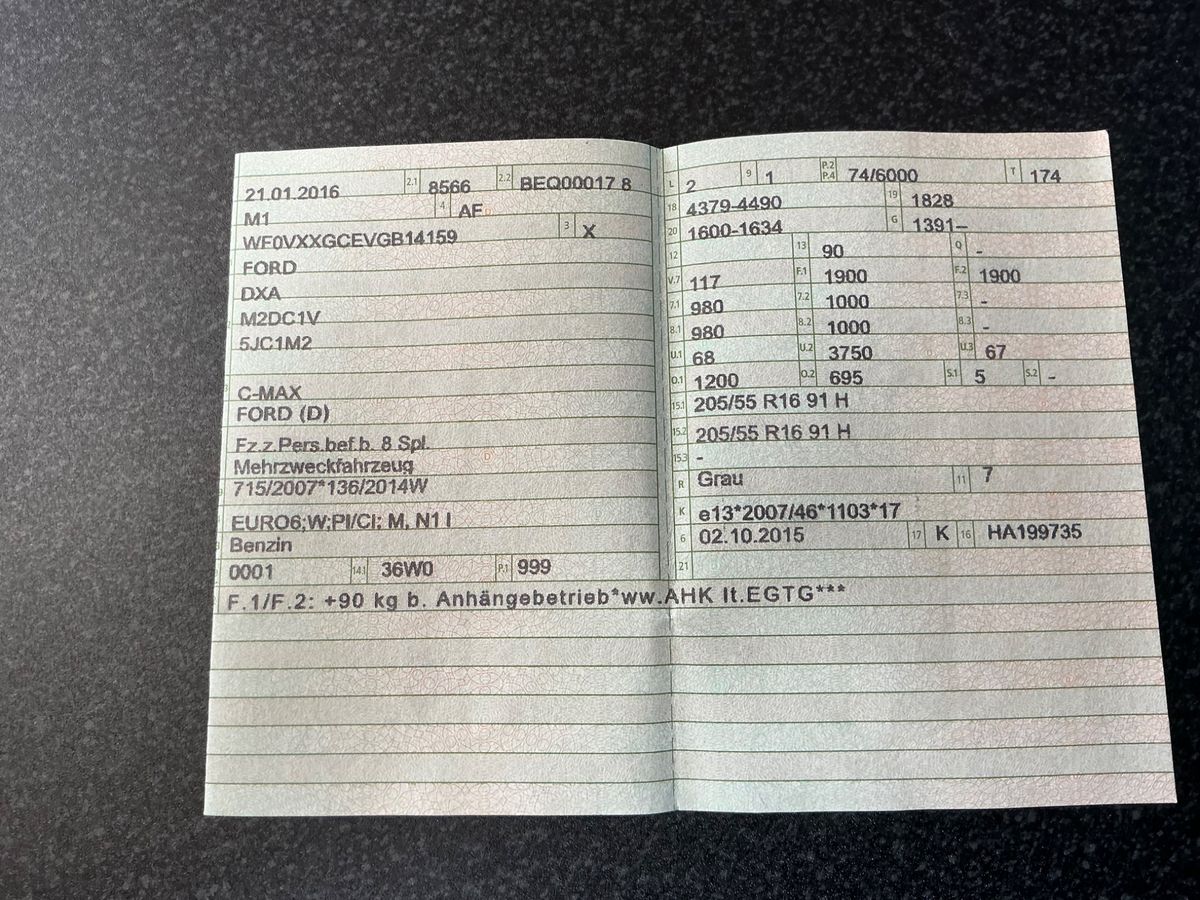 21.01.2016 2.1 8566 2.2 BEQ00017 8
M1 4 AF
WF0VXXGCEVGB14159 3 X
FORD
DXA
M2DC1V
5JC1M2
C-MAX
FORD (D)
Fz.z.Pers.bef.b. 8 Spl.
Mehrzweckfahrzeug
715/2007*136/2014W
EURO6;W;PI/CI; M, N1 I
Benzin
0001 14.1 36W0 P.1 999
L 2 9 1 P.2 P.4 74/6000 T 174
18 4379-4490 19 1828
20 1600-1634 G 1391–
12 13 90 Q -
V.7 117 F.1 1900 F.2 1900
7.1 980 7.2 1000 7.3 -
8.1 980 8.2 1000 8.3 -
U.1 68 U.2 3750 U.3 67
O.1 1200 O.2 695 S.1 5 S.2 -
15.1 205/55 R16 91 H
15.2 205/55 R16 91 H
15.3 -
R Grau 11 7
K e13*2007/46*1103*17
6 02.10.2015 17 K 16 HA199735
21
F.1/F.2: +90 kg b. Anhängebetrieb*ww.AHK lt.EGTG***